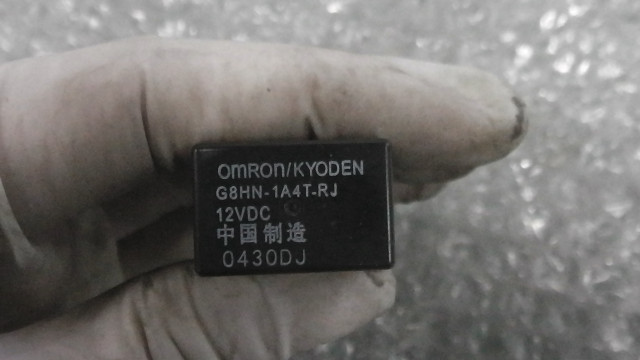 omron/KYODEN
G8HN-1A4T-RJ
12VDC
中国制造
0430DJ